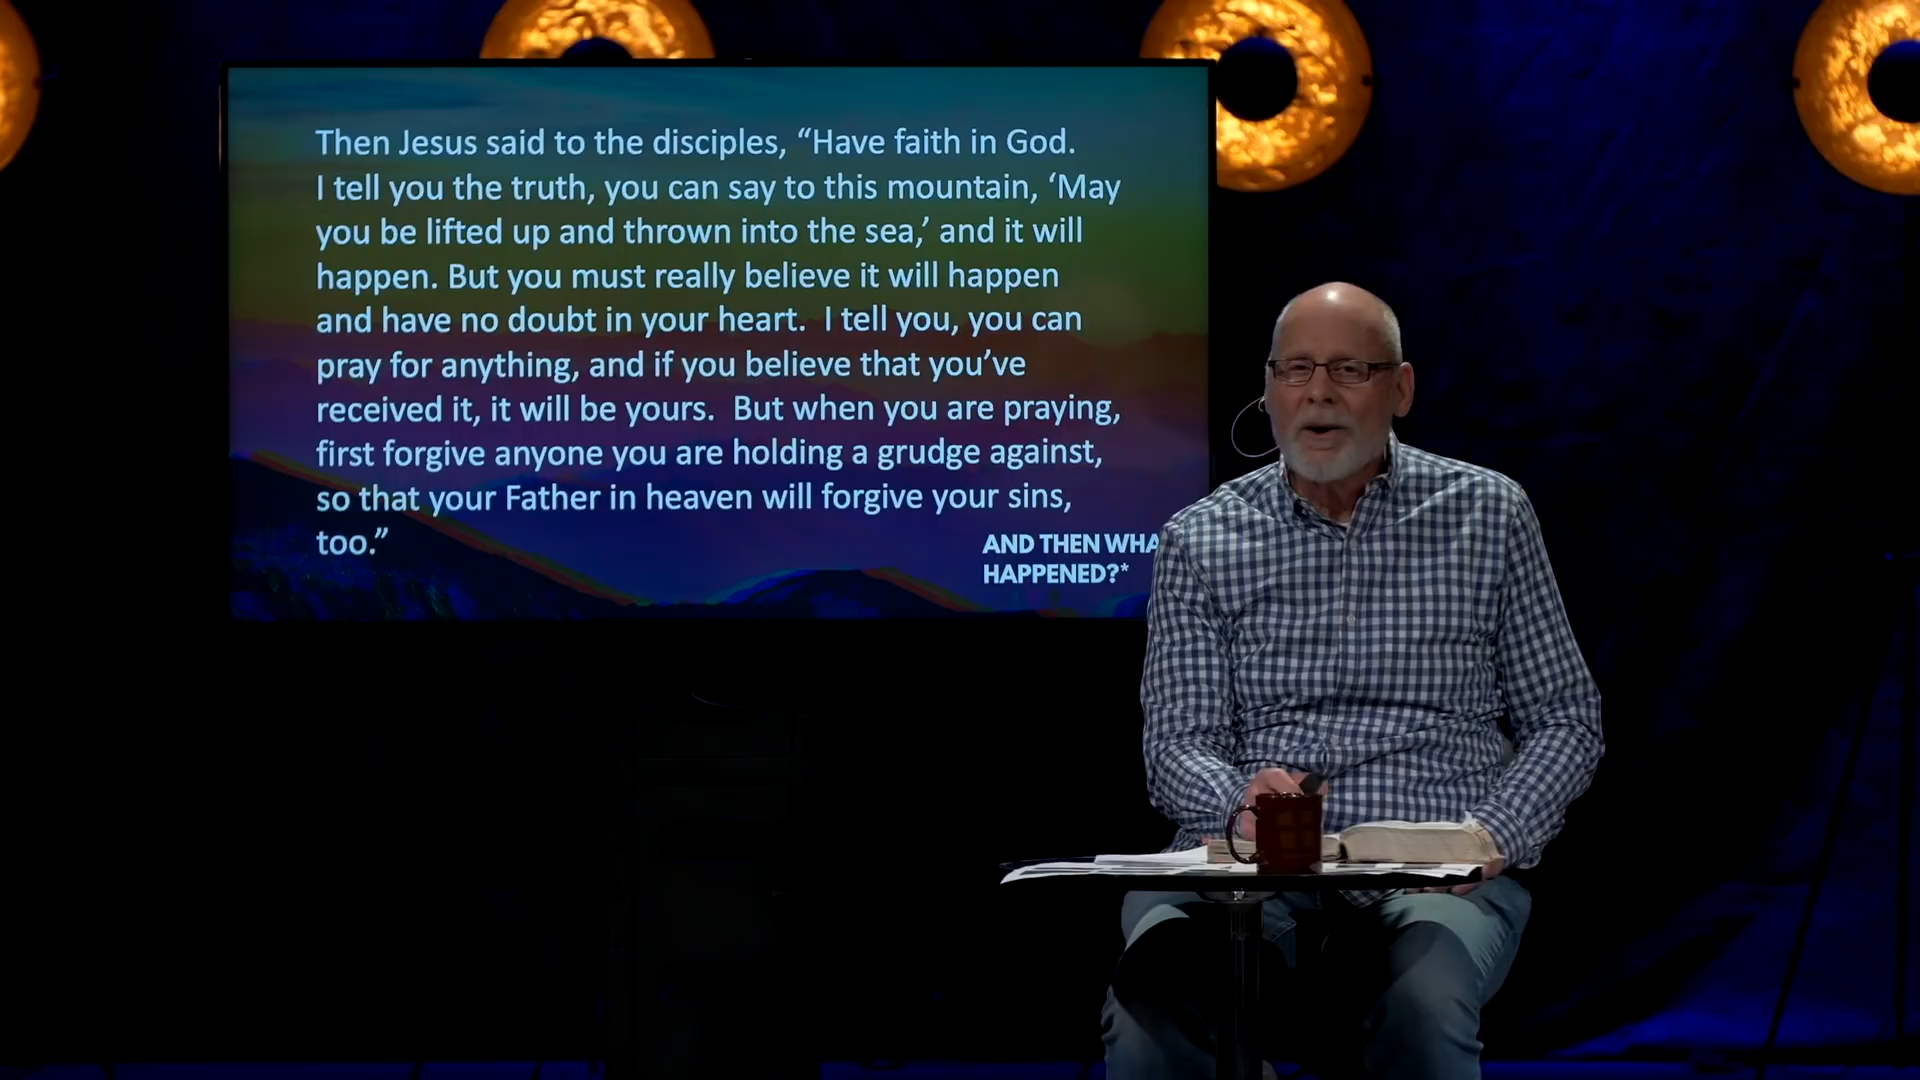 Then Jesus said to the disciples, “Have faith in God.
I tell you the truth, you can say to this mountain, ‘May
you be lifted up and thrown into the sea,’ and it will
happen. But you must really believe it will happen
and have no doubt in your heart.  I tell you, you can
pray for anything, and if you believe that you’ve
received it, it will be yours.  But when you are praying,
first forgive anyone you are holding a grudge against,
so that your Father in heaven will forgive your sins,
too.”
AND THEN WHA
HAPPENED?*